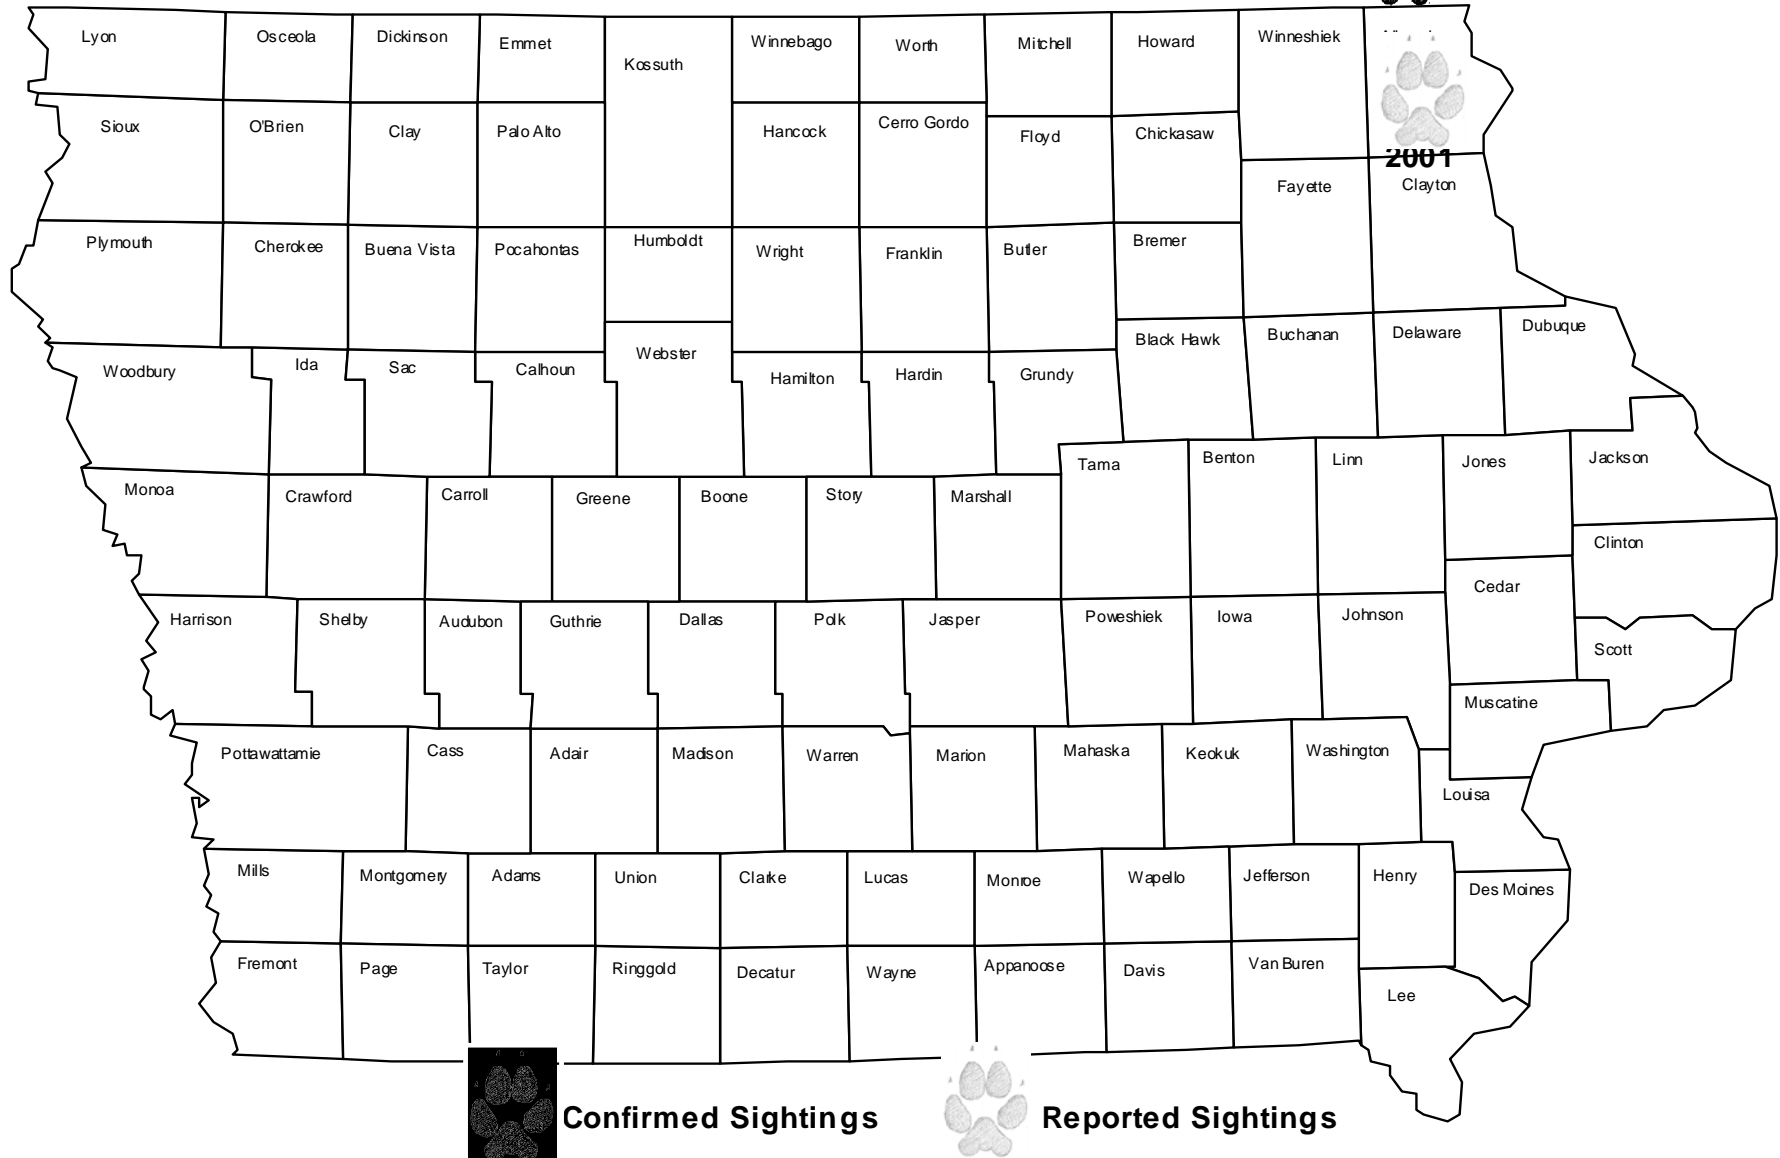 Lyon
Osceola
Dickinson
Emmet
Kossuth
Winnebago
Worth
Mitchell
Howard
Winneshiek
Sioux
O'Brien
Clay
Palo Alto
Hancock
Cerro Gordo
Floyd
Chickasaw
2001
Fayette
Clayton
Plymouth
Cherokee
Buena Vista
Pocahontas
Humboldt
Wright
Franklin
Butler
Bremer
Woodbury
Ida
Sac
Calhoun
Webster
Hamilton
Hardin
Grundy
Black Hawk
Buchanan
Delaware
Dubuque
Monoa
Crawford
Carroll
Greene
Boone
Story
Marshall
Tama
Benton
Linn
Jones
Jackson
Clinton
Cedar
Harrison
Shelby
Audubon
Guthrie
Dallas
Polk
Jasper
Poweshiek
Iowa
Johnson
Scott
Muscatine
Pottawattamie
Cass
Adair
Madison
Warren
Marion
Mahaska
Keokuk
Washington
Louisa
Mills
Montgomery
Adams
Union
Clarke
Lucas
Monroe
Wapello
Jefferson
Henry
Des Moines
Fremont
Page
Taylor
Ringgold
Decatur
Wayne
Appanoose
Davis
Van Buren
Lee
Confirmed Sightings
Reported Sightings